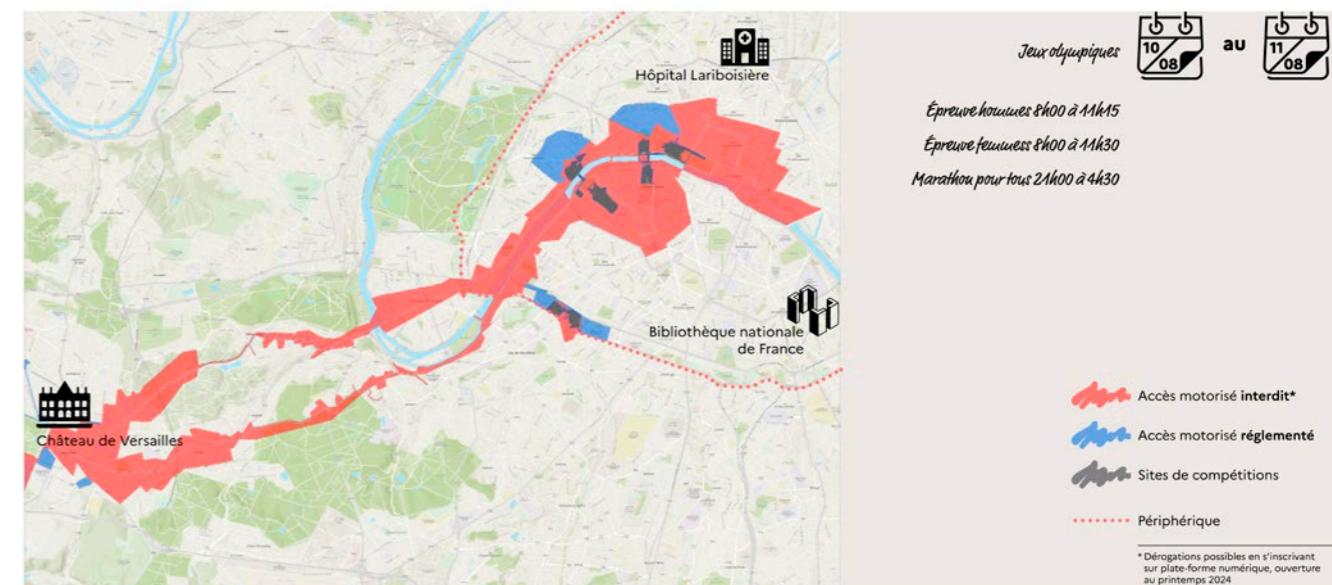 Hôpital Lariboisière
Bibliothèque nationale
de France
Château de Versailles
Jeux olympiques
10
08
au
11
08
Épreuve hommes 8h00 à 11h15
Épreuve femmess 8h00 à 11h30
Marathon pour tous 21h00 à 4h30
Accès motorisé interdit*
Accès motorisé réglementé
Sites de compétitions
Périphérique
* Dérogations possibles en s'inscrivant
sur plate-forme numérique, ouverture
au printemps 2024